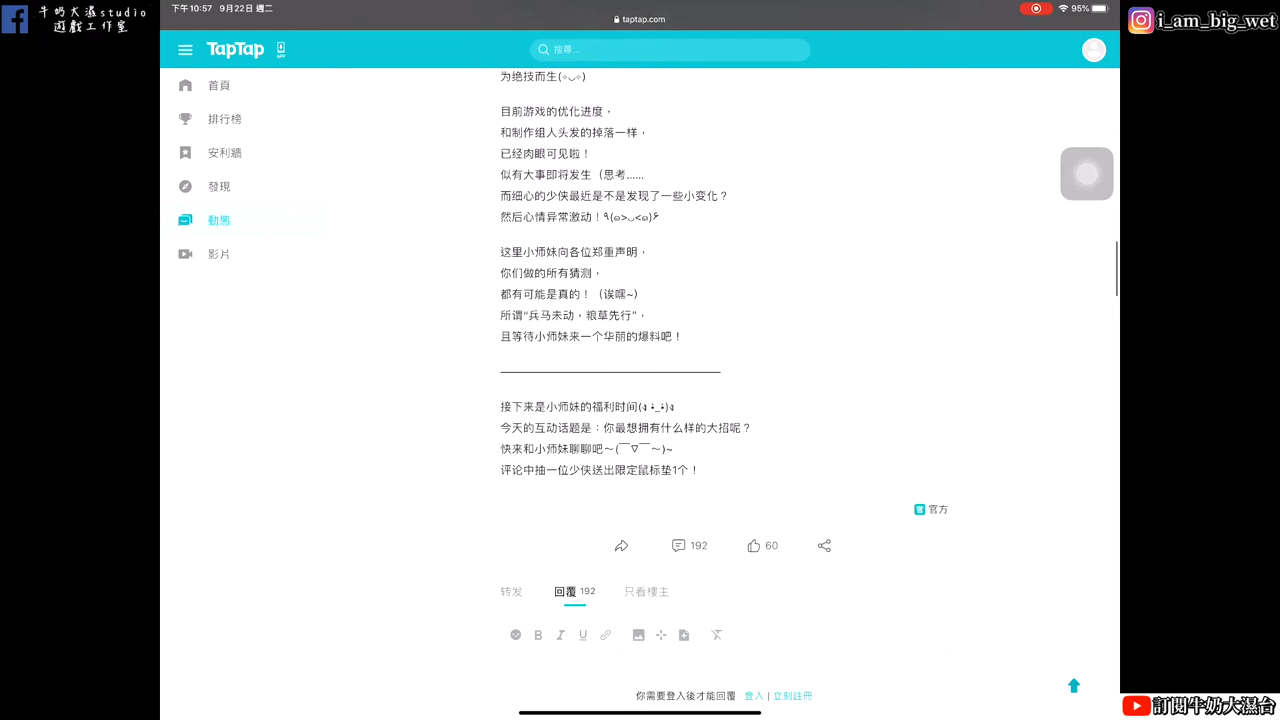 牛奶大濕studio
遊戲工作室
下午10:57 9月22日 週二
taptap.com
95%
i_am_big_wet
TapTap
APP
搜尋...
首頁
排行榜
安利牆
發現
動態
影片
为绝技而生(✧◡✧)
目前游戏的优化进度，
和制作组人头发的掉落一样，
已经肉眼可见啦！
似有大事即将发生（思考......
而细心的少侠最近是不是发现了一些小变化？
然后心情异常激动！٩(๑>◡<๑)۶
这里小师妹向各位郑重声明，
你们做的所有猜测，
都有可能是真的！（诶嘿~）
所谓“兵马未动，粮草先行”，
且等待小师妹来一个华丽的爆料吧！
接下来是小师妹的福利时间(ง •_•)ง
今天的互动话题是：你最想拥有什么样的大招呢？
快来和小师妹聊聊吧～(￣▽￣～)~
评论中抽一位少侠送出限定鼠标垫1个！
官 官方
192
60
转发
回覆 192
只看樓主
B I U
你需要登入後才能回覆 登入 | 立刻註冊
訂閱牛奶大濕台